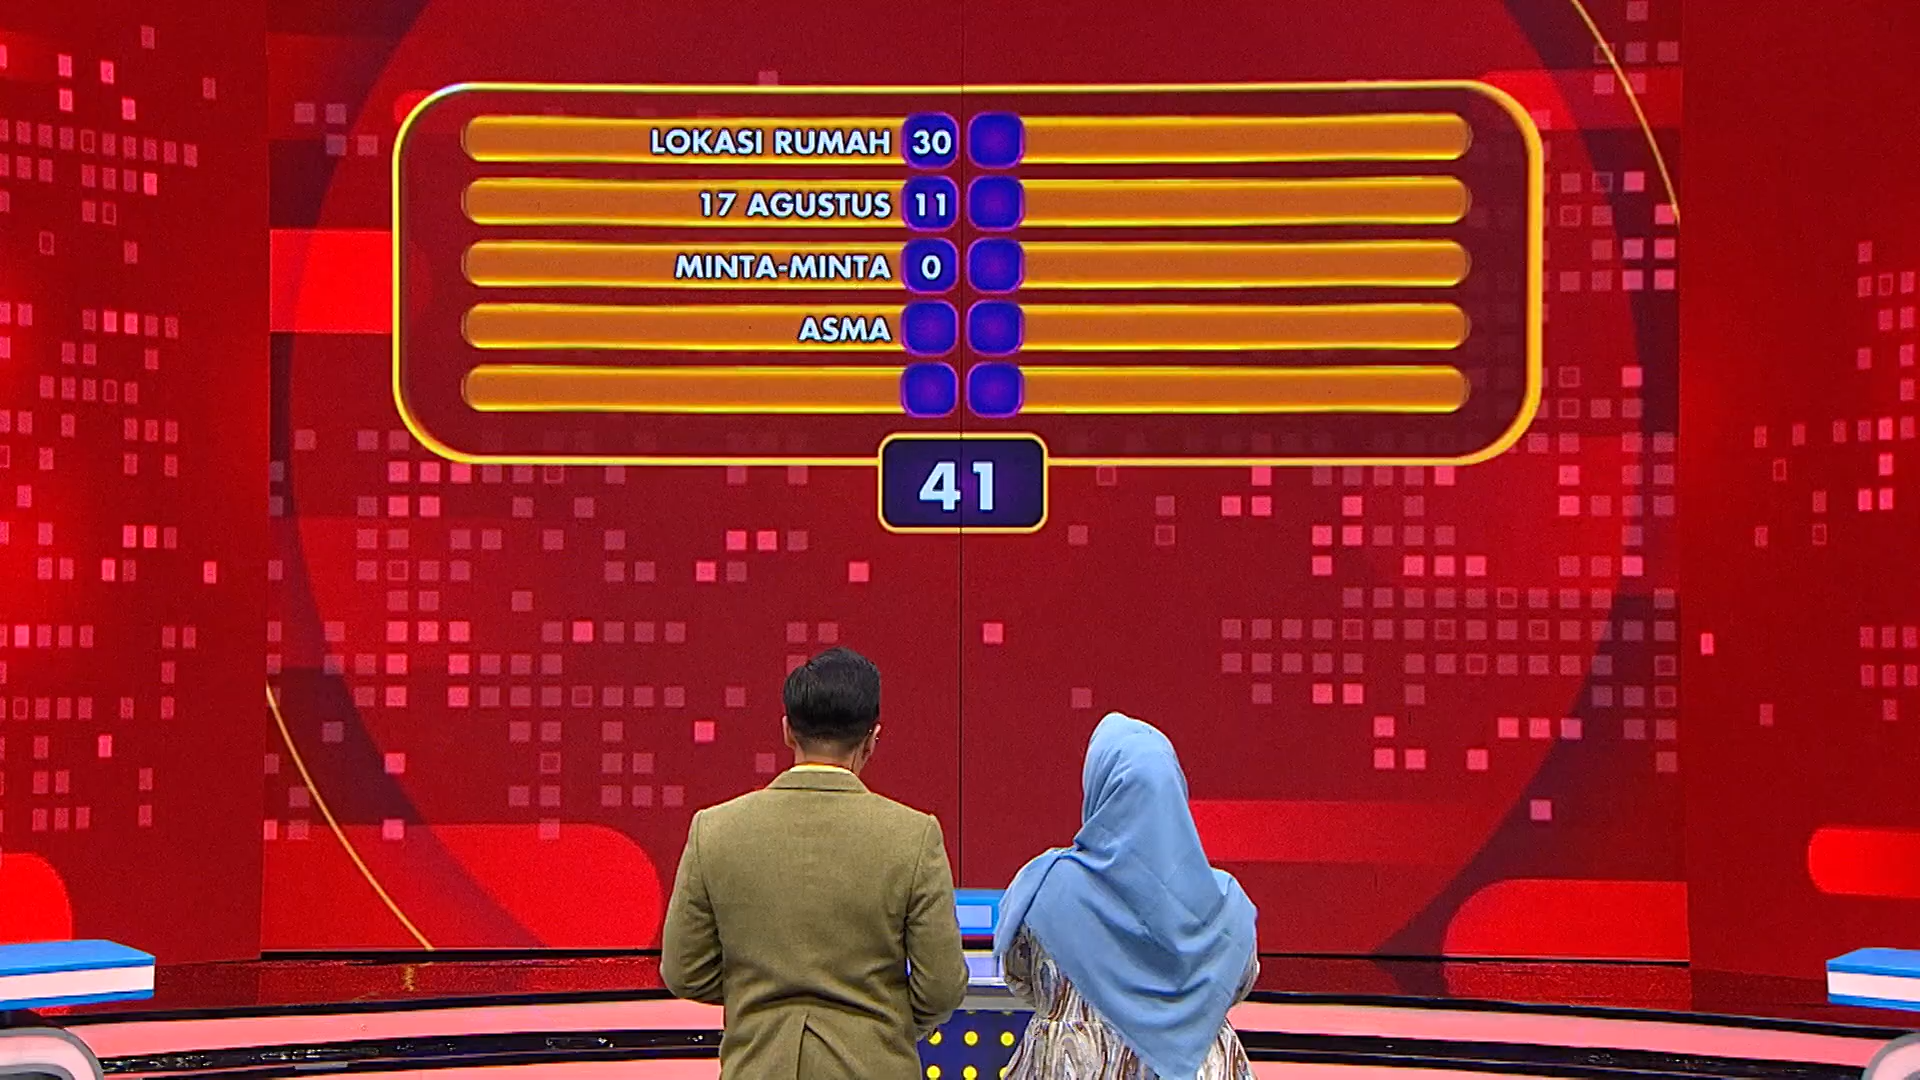 LOKASI RUMAH 30
17 AGUSTUS 11
MINTA-MINTA 0
ASMA
41